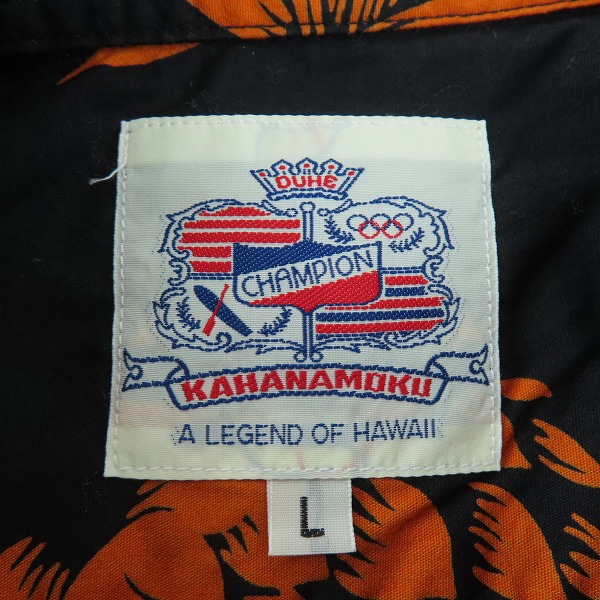 DUKE
CHAMPION
KAHANAMOKU
A LEGEND OF HAWAII
L